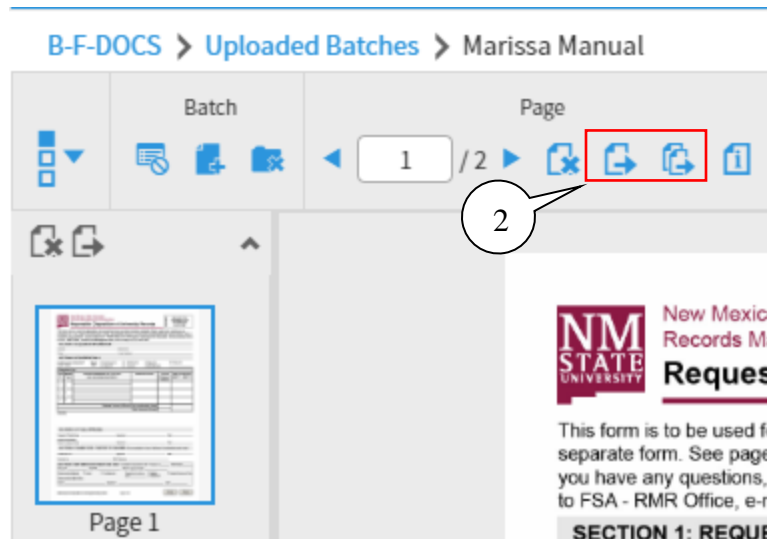 B-F-DOCS > Uploaded Batches > Marissa Manual
Batch
Page
1 / 2
2
Page 1
NM
STATE
UNIVERSITY
New Mexic
Records M
Reques
This form is to be used f
separate form. See page
you have any questions,
to FSA - RMR Office, e-
SECTION 1: REQUE